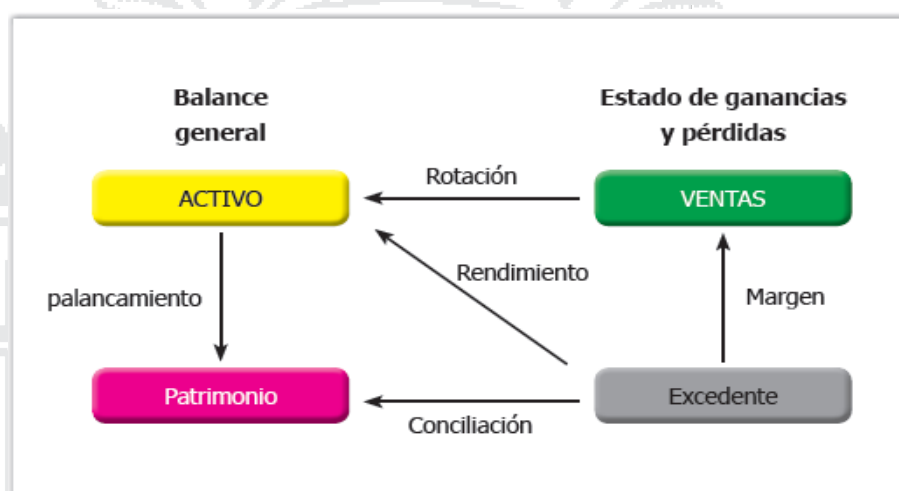 Balance
general
Estado de ganancias
y pérdidas
ACTIVO
Rotación
VENTAS
palancamiento
Rendimiento
Margen
Patrimonio
Conciliación
Excedente